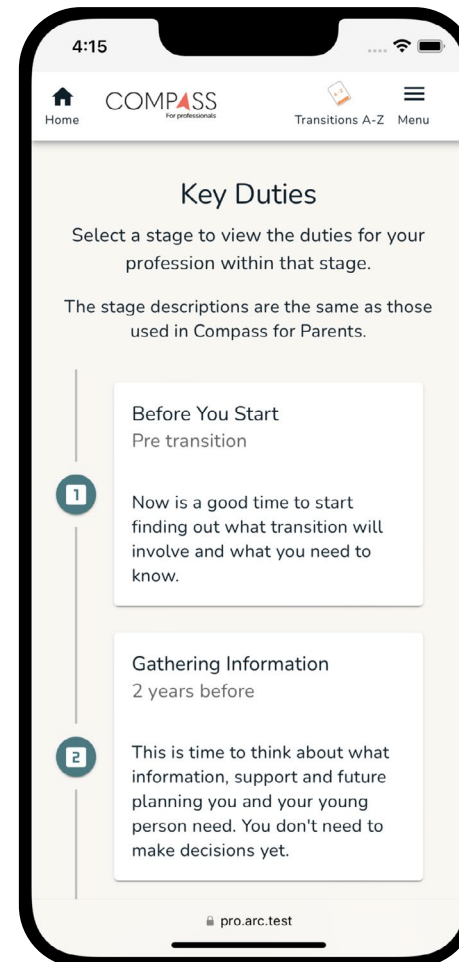 4:15
Home
COMPASS
For professionals
A-Z
Transitions A-Z
Menu
Key Duties
Select a stage to view the duties for your
profession within that stage.
The stage descriptions are the same as those
used in Compass for Parents.
Before You Start
Pre transition
1
Now is a good time to start
finding out what transition will
involve and what you need to
know.
Gathering Information
2 years before
2
This is time to think about what
information, support and future
planning you and your young
person need. You don't need to
make decisions yet.
pro.arc.test